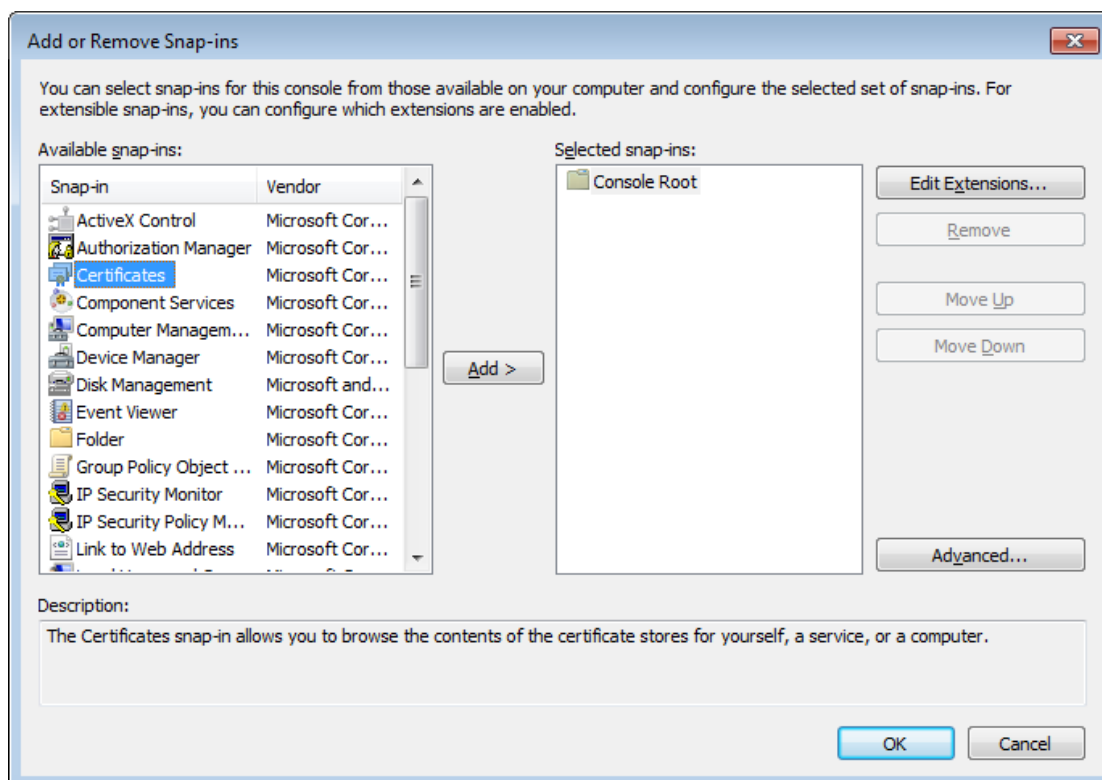 Add or Remove Snap-ins
You can select snap-ins for this console from those available on your computer and configure the selected set of snap-ins. For
extensible snap-ins, you can configure which extensions are enabled.
Available snap-ins:
Selected snap-ins:
Snap-in Vendor
Console Root
Edit Extensions...
ActiveX Control Microsoft Cor...
Remove
Authorization Manager Microsoft Cor...
Certificates Microsoft Cor...
Component Services Microsoft Cor...
Move Up
Computer Managem... Microsoft Cor...
Move Down
Device Manager Microsoft Cor...
Add >
Disk Management Microsoft and...
Event Viewer Microsoft Cor...
Folder Microsoft Cor...
Group Policy Object ... Microsoft Cor...
IP Security Monitor Microsoft Cor...
IP Security Policy M... Microsoft Cor...
Link to Web Address Microsoft Cor...
Advanced...
Description:
The Certificates snap-in allows you to browse the contents of the certificate stores for yourself, a service, or a computer.
OK
Cancel